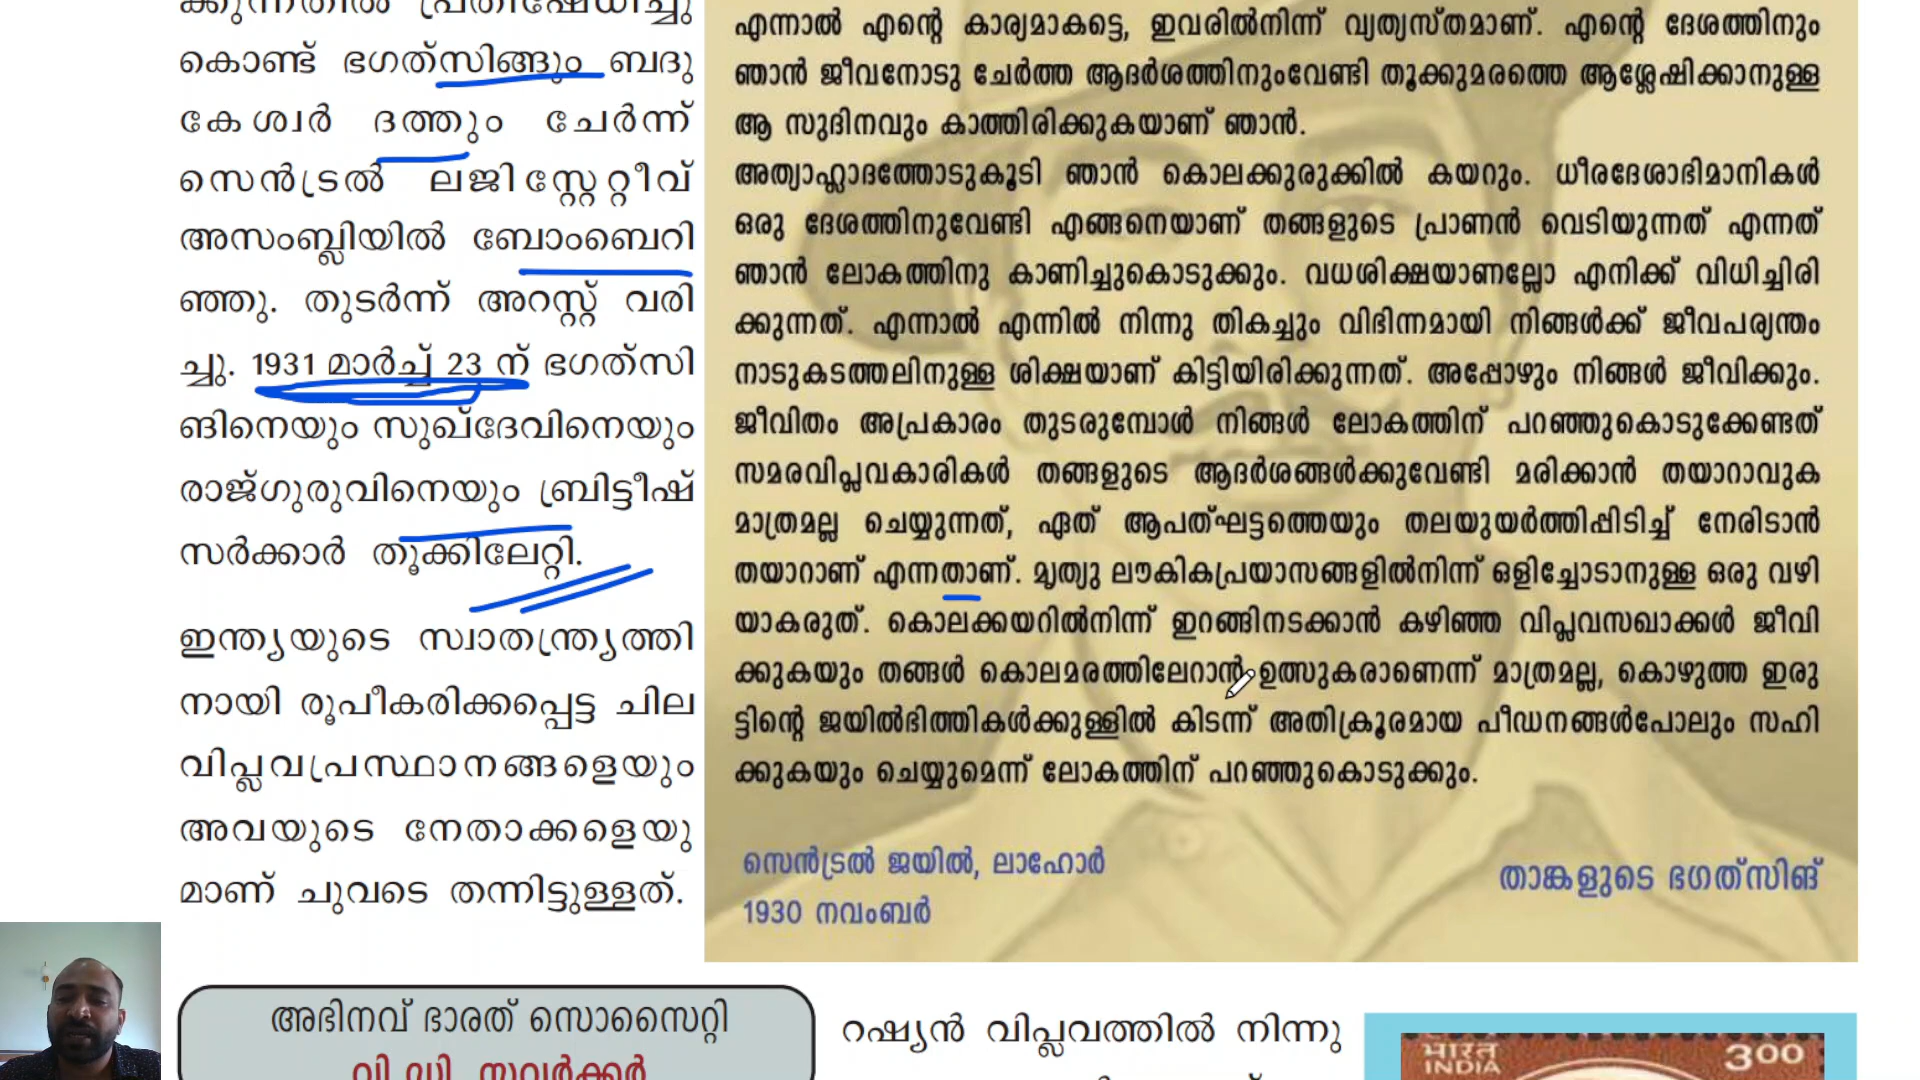 ക്കുന്നതിൽ പ്രതിഷേധിച്ചു
കൊണ്ട് ഭഗത്സിങ്ങും ബദു
കേശ്വർ ദത്തും ചേർന്ന്
സെൻട്രൽ ലജിസ്ലേറ്റീവ്
അസംബ്ലിയിൽ ബോംബെറി
ഞ്ഞു. തുടർന്ന് അറസ്റ്റ് വരി
ച്ചു. 1931 മാർച്ച് 23 ന് ഭഗത്സി
ങിനെയും സുഖ്ദേവിനെയും
രാജ്ഗുരുവിനെയും ബ്രിട്ടീഷ്
സർക്കാർ തൂക്കിലേറ്റി.
ഇന്ത്യയുടെ സ്വാതന്ത്ര്യത്തി
നായി രൂപീകരിക്കപ്പെട്ട ചില
വിപ്ലവപ്രസ്ഥാനങ്ങളെയും
അവയുടെ നേതാക്കളെയു
മാണ് ചുവടെ തന്നിട്ടുള്ളത്.
എന്നാൽ എന്റെ കാര്യമാകട്ടെ, ഇവരിൽനിന്ന് വ്യത്യസ്തമാണ്. എന്റെ ദേശത്തിനും
ഞാൻ ജീവനോടു ചേർത്ത ആദർശത്തിനുംവേണ്ടി തൂക്കുമരത്തെ ആശ്ലേഷിക്കാനുള്ള
ആ സുദിനവും കാത്തിരിക്കുകയാണ് ഞാൻ.
അത്യാഹ്ലാദത്തോടുകൂടി ഞാൻ കൊലക്കുരുക്കിൽ കയറും. ധീരദേശാഭിമാനികൾ
ഒരു ദേശത്തിനുവേണ്ടി എങ്ങനെയാണ് തങ്ങളുടെ പ്രാണൻ വെടിയുന്നത് എന്നത്
ഞാൻ ലോകത്തിനു കാണിച്ചുകൊടുക്കും. വധശിക്ഷയാണല്ലോ എനിക്ക് വിധിച്ചിരി
ക്കുന്നത്. എന്നാൽ എന്നിൽ നിന്നു തികച്ചും വിഭിന്നമായി നിങ്ങൾക്ക് ജീവപര്യന്തം
നാടുകടത്തലിനുള്ള ശിക്ഷയാണ് കിട്ടിയിരിക്കുന്നത്. അപ്പോഴും നിങ്ങൾ ജീവിക്കും.
ജീവിതം അപ്രകാരം തുടരുമ്പോൾ നിങ്ങൾ ലോകത്തിന് പറഞ്ഞുകൊടുക്കേണ്ടത്
സമരവിപ്ലവകാരികൾ തങ്ങളുടെ ആദർശങ്ങൾക്കുവേണ്ടി മരിക്കാൻ തയാറാവുക
മാത്രമല്ല ചെയ്യുന്നത്, ഏത് ആപത്ഘട്ടത്തെയും തലയുയർത്തിപ്പിടിച്ച് നേരിടാൻ
തയാറാണ് എന്നതാണ്. മൃത്യു ലൗകികപ്രയാസങ്ങളിൽനിന്ന് ഒളിച്ചോടാനുള്ള ഒരു വഴി
യാകരുത്. കൊലക്കയറിൽനിന്ന് ഇറങ്ങിനടക്കാൻ കഴിഞ്ഞ വിപ്ലവസഖാക്കൾ ജീവി
ക്കുകയും തങ്ങൾ കൊലമരത്തിലേറാൻ ഉത്സുകരാണെന്ന് മാത്രമല്ല, കൊഴുത്ത ഇരു
ട്ടിന്റെ ജയിൽഭിത്തികൾക്കുള്ളിൽ കിടന്ന് അതിക്രൂരമായ പീഡനങ്ങൾപോലും സഹി
ക്കുകയും ചെയ്യുമെന്ന് ലോകത്തിന് പറഞ്ഞുകൊടുക്കും.
സെൻട്രൽ ജയിൽ, ലാഹോർ
1930 നവംബർ
താങ്കളുടെ ഭഗത്സിങ്
അഭിനവ് ഭാരത് സൊസൈറ്റി
വി.ഡി. സവർക്കർ
റഷ്യൻ വിപ്ലവത്തിൽ നിന്നു
भारत
INDIA
300